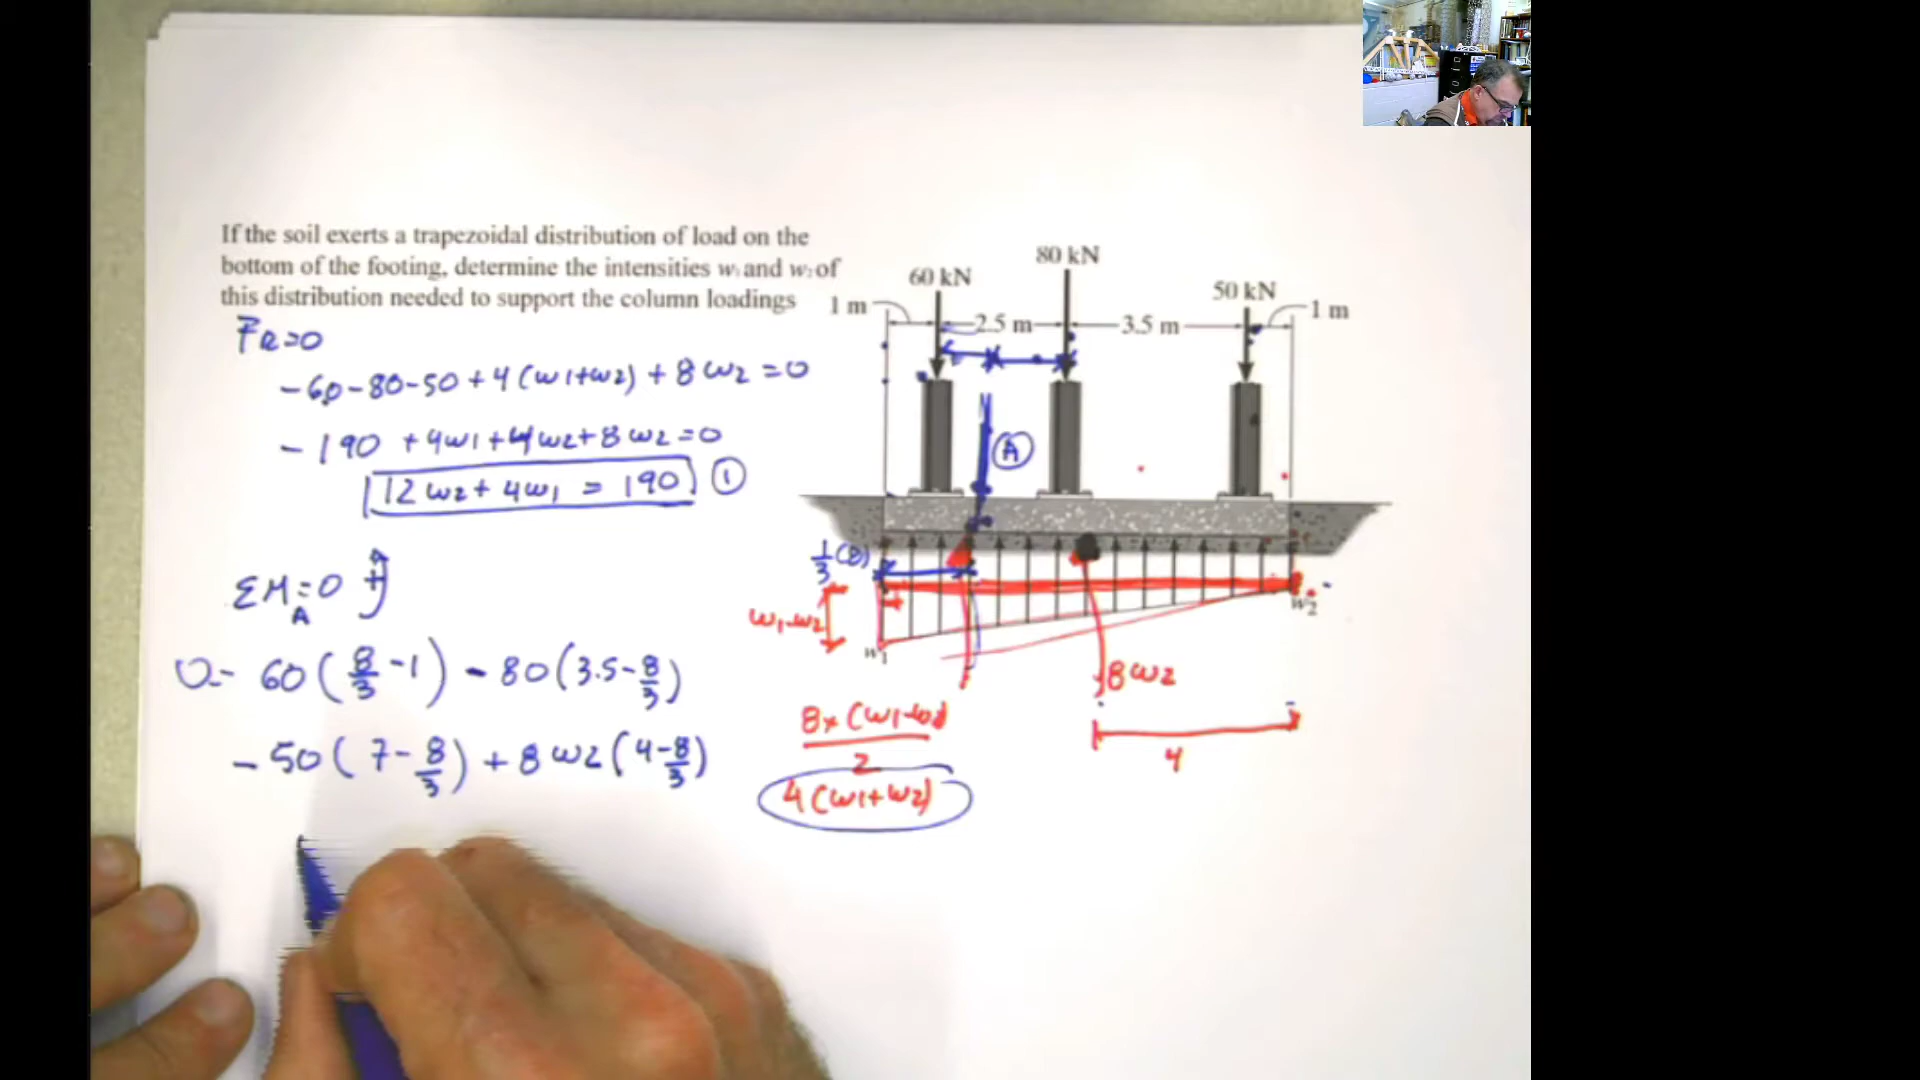 If the soil exerts a trapezoidal distribution of load on the
bottom of the footing, determine the intensities w₁ and w₂ of
this distribution needed to support the column loadings
FR=0
-60-80-50+4(w1+w2)+8w2=0
-190+4w1+4w2+8w2=0
12w2+4w1=190 ①
ΣM=0
A
+
0=60(8/3-1)-80(3.5-8/3)
-50(7-8/3)+8w2(4-8/3)
60 kN
80 kN
50 kN
1 m
2.5 m
3.5 m
1 m
A
1/3(8)
w1-w2
w₁
w₂
8w2
4
2
4(w1+w2)